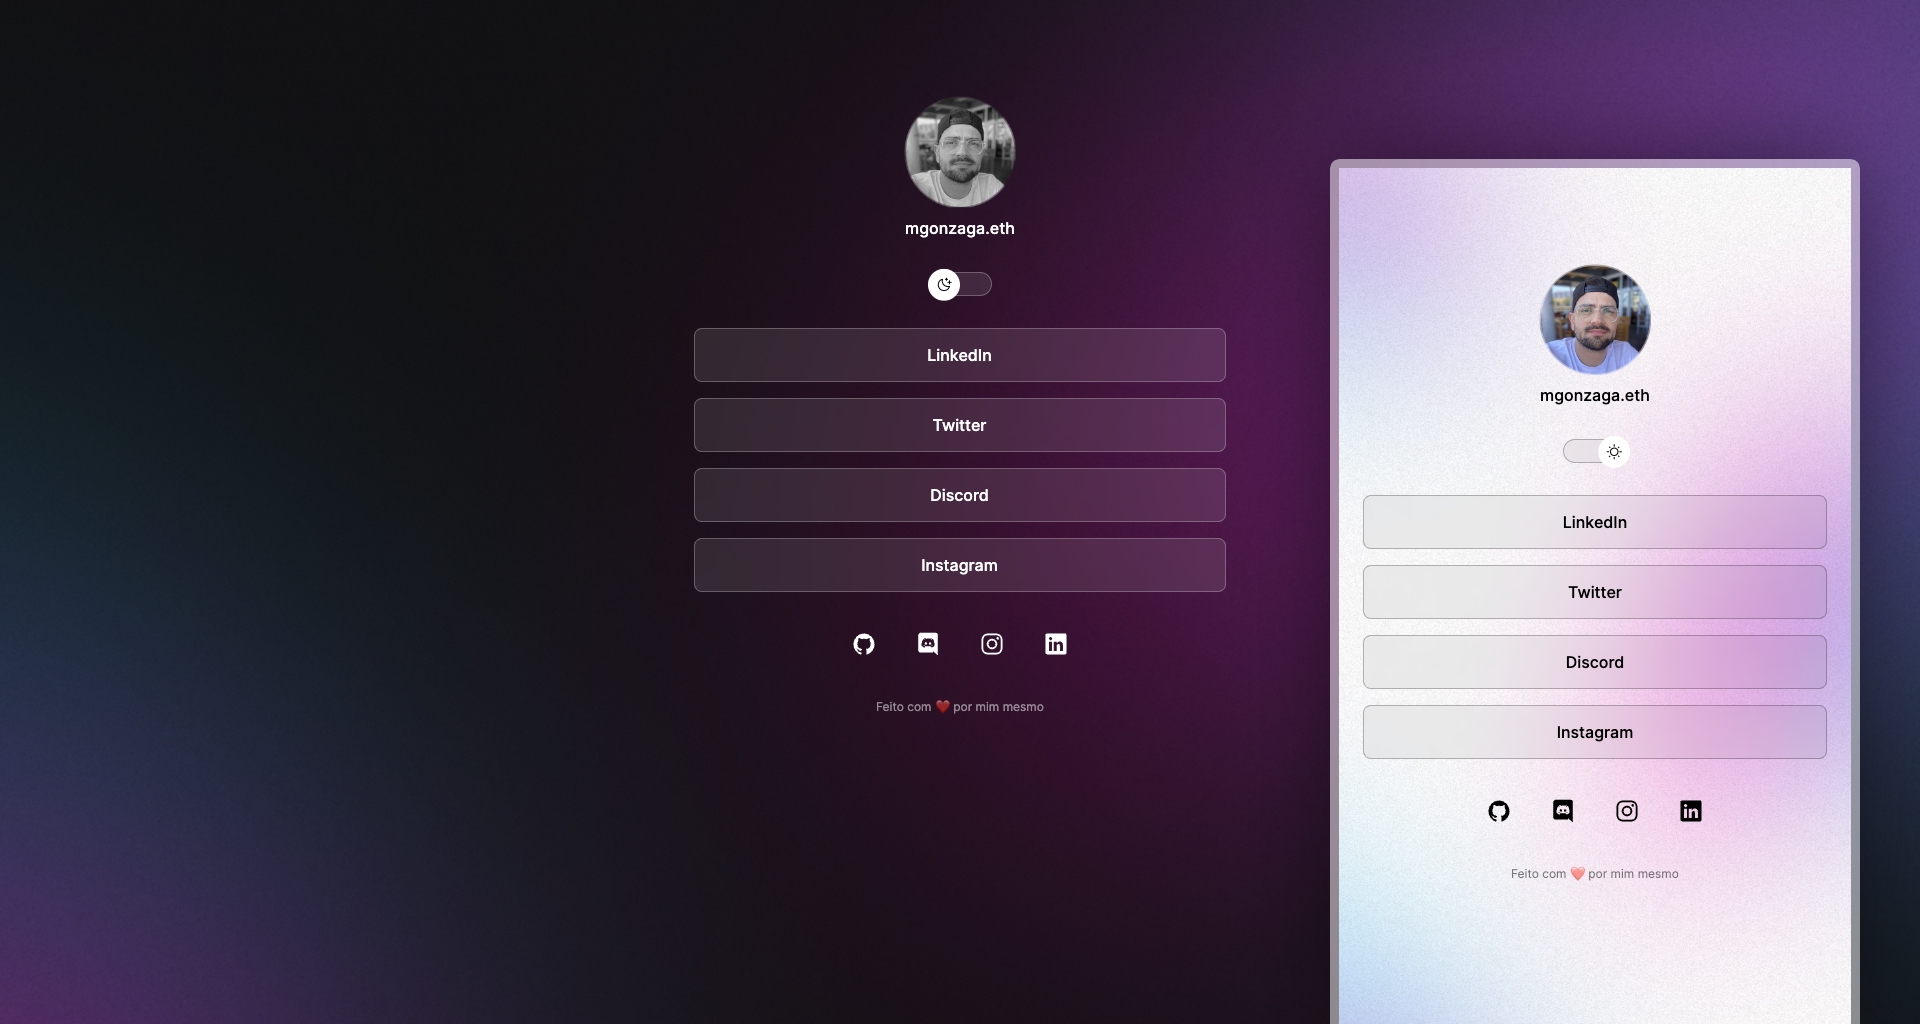 mgonzaga.eth
LinkedIn
Twitter
Discord
Instagram
Feito com ❤️ por mim mesmo
mgonzaga.eth
LinkedIn
Twitter
Discord
Instagram
Feito com ❤️ por mim mesmo